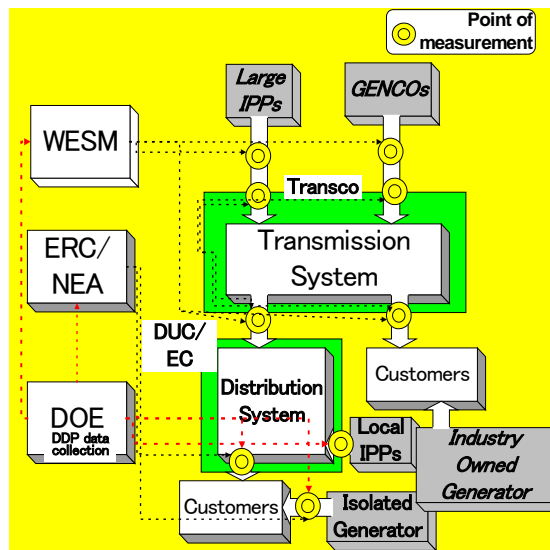 Point of
measurement
Large
IPPs
GENCOs
WESM
Transco
Transmission
System
ERC/
NEA
DUC/
EC
Distribution
System
Customers
DOE
DDP data
collection
Local
IPPs
Industry
Owned
Generator
Customers
Isolated
Generator